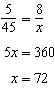 5/45 = 8/x
5x = 360
x = 72